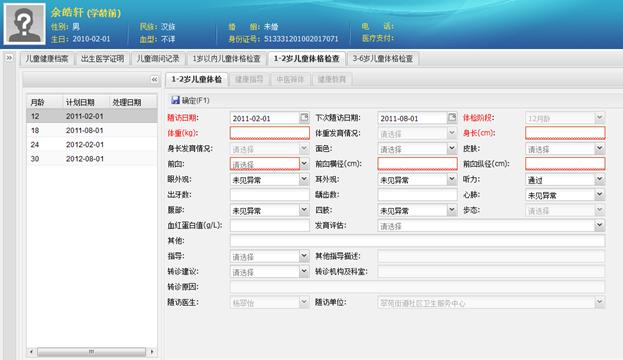 余皓轩 (学龄前)
性别: 男 民族: 汉族 婚　姻: 未婚 电　话:
生日: 2010-02-01 血型: 不详 身份证号: 513331201002017071 医疗支付:
儿童健康档案 出生医学证明 儿童询问记录 1岁以内儿童体格检查 1-2岁儿童体格检查 3-6岁儿童体格检查
1-2岁儿童体检 健康指导 中医辨体 健康教育
确定(F1)
月龄 计划日期 处理日期
12 2011-02-01
18 2011-08-01
24 2012-02-01
30 2012-08-01
随访日期: 2011-02-01 下次随访日期: 2011-08-01 体检阶段: 12月龄
体重(kg): 体重发育情况: 请选择 身长(cm):
身长发育情况: 请选择 面色: 请选择 皮肤: 请选择
前囟: 请选择 前囟横径(cm): 前囟纵径(cm):
眼外观: 未见异常 耳外观: 未见异常 听力: 通过
出牙数: 龋齿数: 心肺: 未见异常
腹部: 未见异常 四肢: 未见异常 步态: 请选择
血红蛋白值(g/L): 发育评估: 请选择
其他:
指导: 请选择 其他指导描述:
转诊建议: 请选择 转诊机构及科室:
转诊原因:
随访医生: 杨翠怡 随访单位: 翠苑街道社区卫生服务中心